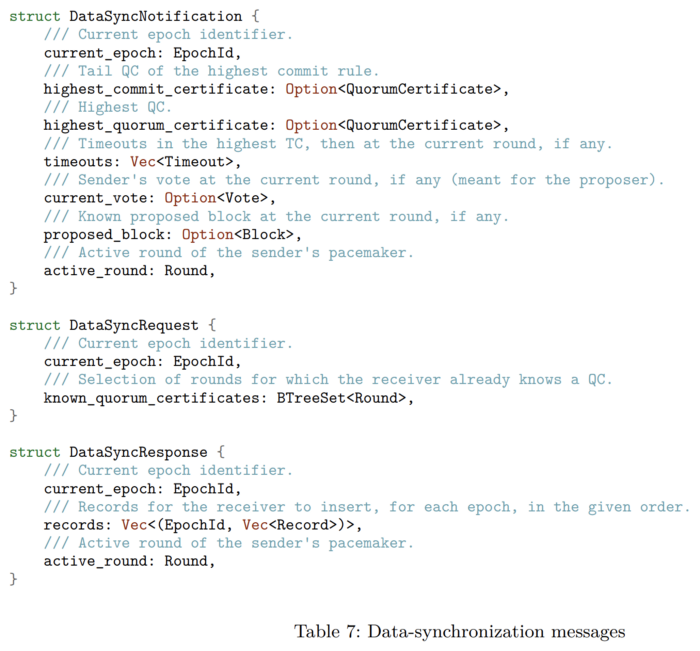 struct DataSyncNotification {
    /// Current epoch identifier.
    current_epoch: EpochId,
    /// Tail QC of the highest commit rule.
    highest_commit_certificate: Option<QuorumCertificate>,
    /// Highest QC.
    highest_quorum_certificate: Option<QuorumCertificate>,
    /// Timeouts in the highest TC, then at the current round, if any.
    timeouts: Vec<Timeout>,
    /// Sender's vote at the current round, if any (meant for the proposer).
    current_vote: Option<Vote>,
    /// Known proposed block at the current round, if any.
    proposed_block: Option<Block>,
    /// Active round of the sender's pacemaker.
    active_round: Round,
}
struct DataSyncRequest {
    /// Current epoch identifier.
    current_epoch: EpochId,
    /// Selection of rounds for which the receiver already knows a QC.
    known_quorum_certificates: BTreeSet<Round>,
}
struct DataSyncResponse {
    /// Current epoch identifier.
    current_epoch: EpochId,
    /// Records for the receiver to insert, for each epoch, in the given order.
    records: Vec<(EpochId, Vec<Record>)>,
    /// Active round of the sender's pacemaker.
    active_round: Round,
}
Table 7: Data-synchronization messages